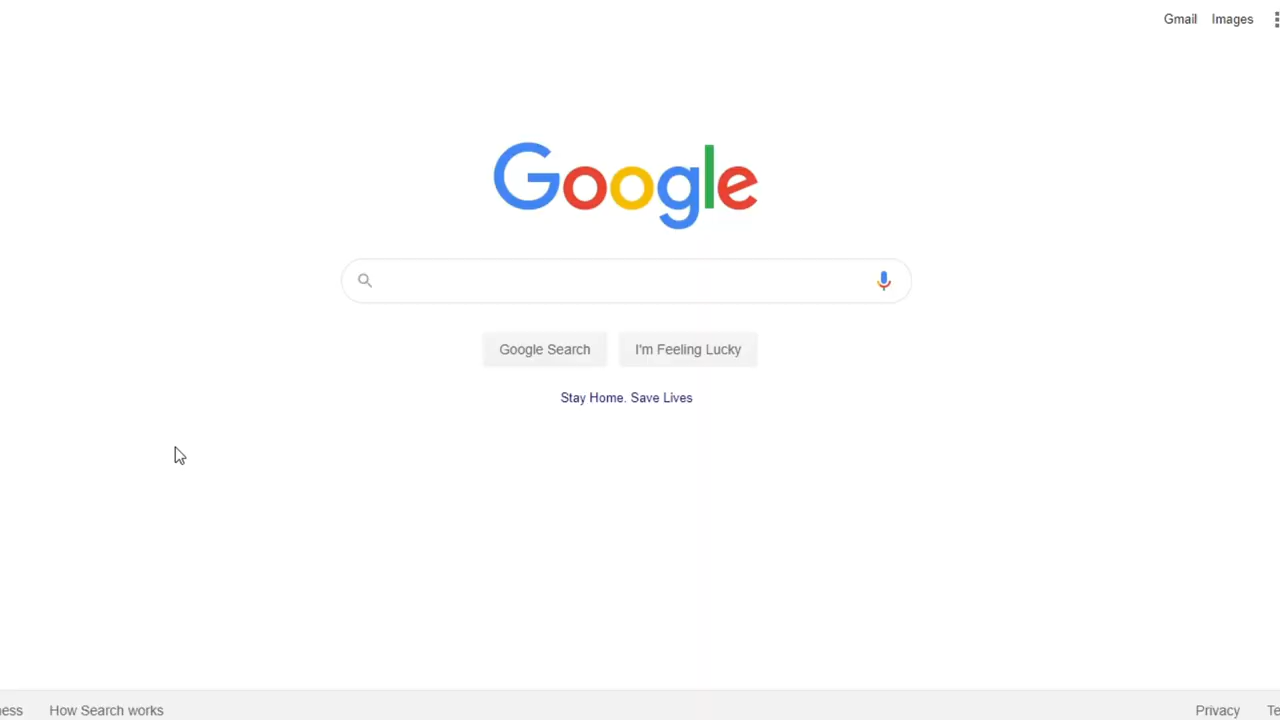 Gmail Images
Google
Google Search I'm Feeling Lucky
Stay Home. Save Lives
How Search works Privacy